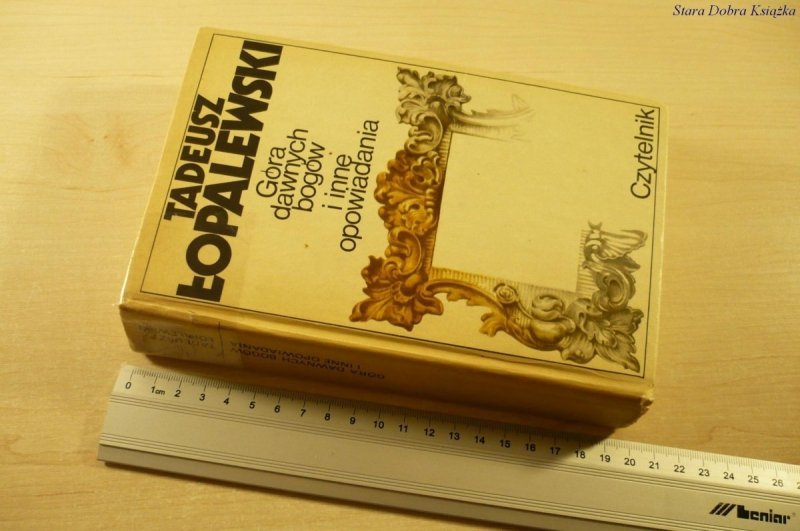 Stara Dobra Książka
TADEUSZ
ŁOPALEWSKI
Góra
dawnych
bogów
i inne
opowiadania
Czytelnik
GÓRA DAWNYCH BOGÓW
I INNE OPOWIADANIA
0 1cm 2 3 4 5 6 7 8 9 10 11 12 13 14 15 16 17 18 19 20 21 22 23 24 25 26
leniar